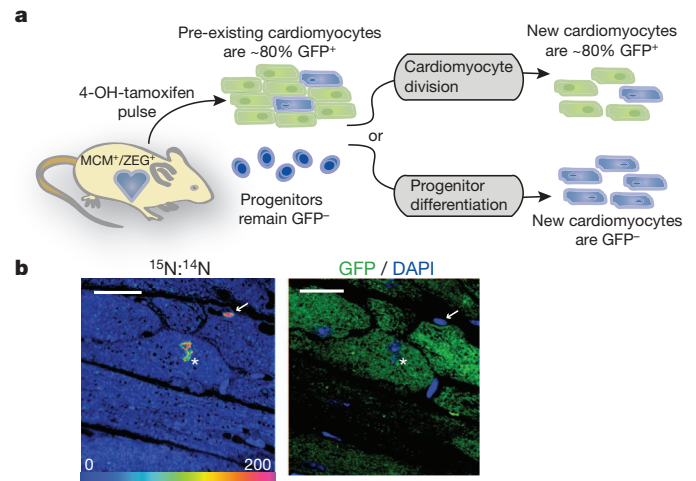 a
Pre-existing cardiomyocytes
are ~80% GFP⁺
New cardiomyocytes
are ~80% GFP⁺
4-OH-tamoxifen
pulse
Cardiomyocyte
division
MCM⁺/ZEG⁺
or
Progenitors
remain GFP⁻
Progenitor
differentiation
New cardiomyocytes
are GFP⁻
b
¹⁵N:¹⁴N
GFP / DAPI
*
*
0 200